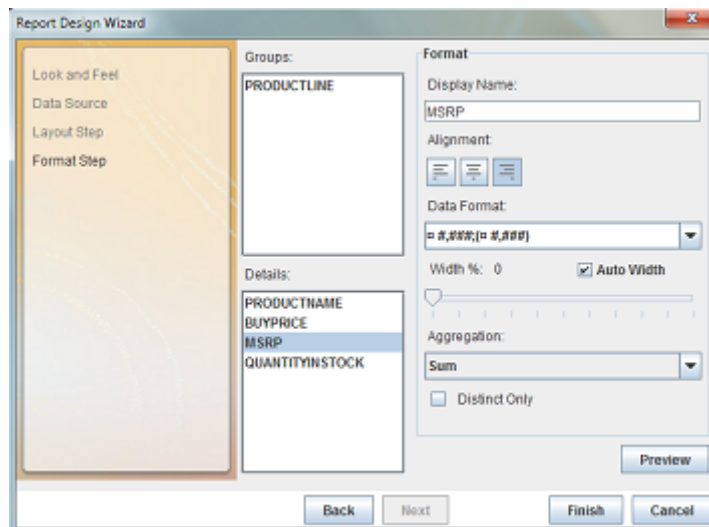 Report Design Wizard
Look and Feel
Data Source
Layout Step
Format Step
Groups:
PRODUCTLINE
Details:
PRODUCTNAME
BUYPRICE
MSRP
QUANTITYINSTOCK
Format
Display Name:
MSRP
Alignment:
Data Format:
¤ #,###;(¤ #,###)
Width %: 0
Auto Width
Aggregation:
Sum
Distinct Only
Preview
Back
Next
Finish
Cancel